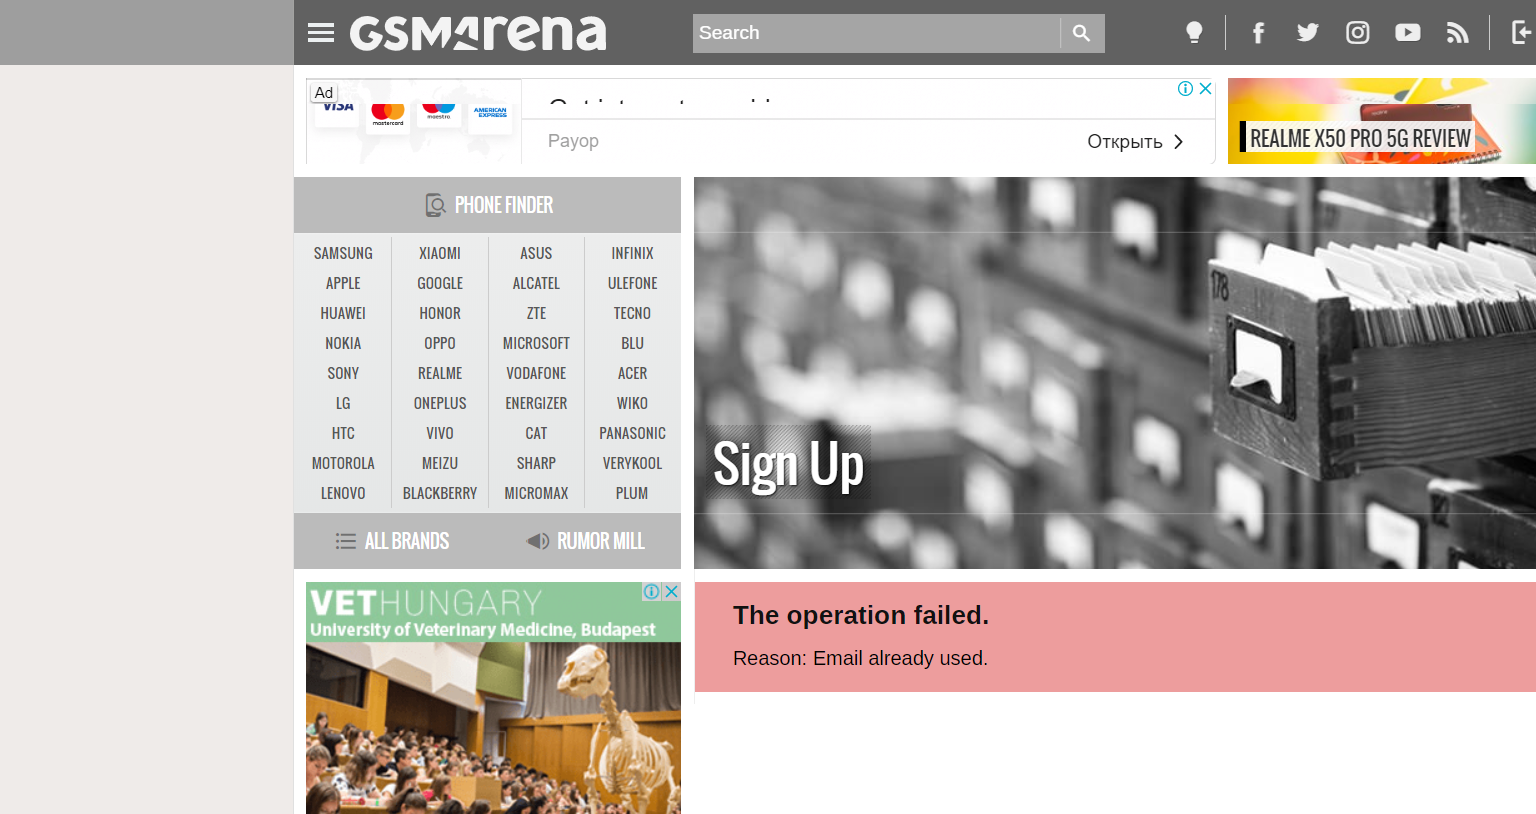 GSMArena
Search
Ad
VISA
mastercard
maestro
AMERICAN
EXPRESS
Payop
Открыть
REALME X50 PRO 5G REVIEW
PHONE FINDER
SAMSUNG XIAOMI ASUS INFINIX
APPLE GOOGLE ALCATEL ULEFONE
HUAWEI HONOR ZTE TECNO
NOKIA OPPO MICROSOFT BLU
SONY REALME VODAFONE ACER
LG ONEPLUS ENERGIZER WIKO
HTC VIVO CAT PANASONIC
MOTOROLA MEIZU SHARP VERYKOOL
LENOVO BLACKBERRY MICROMAX PLUM
ALL BRANDS RUMOR MILL
178
Sign Up
VETHUNGARY
University of Veterinary Medicine, Budapest
The operation failed.
Reason: Email already used.